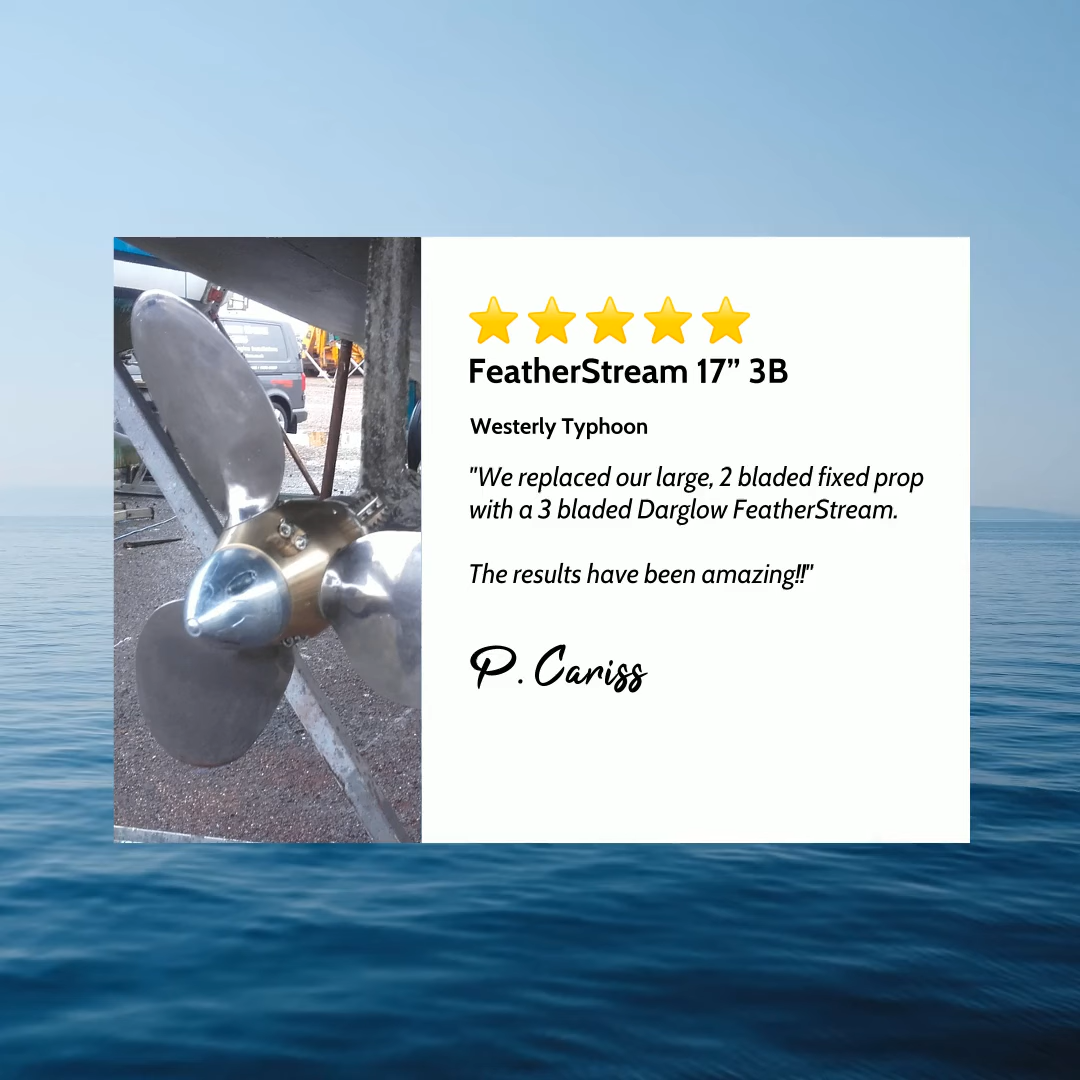 FeatherStream 17” 3B
Westerly Typhoon
"We replaced our large, 2 bladed fixed prop
with a 3 bladed Darglow FeatherStream.
The results have been amazing!!"
P. Cariss